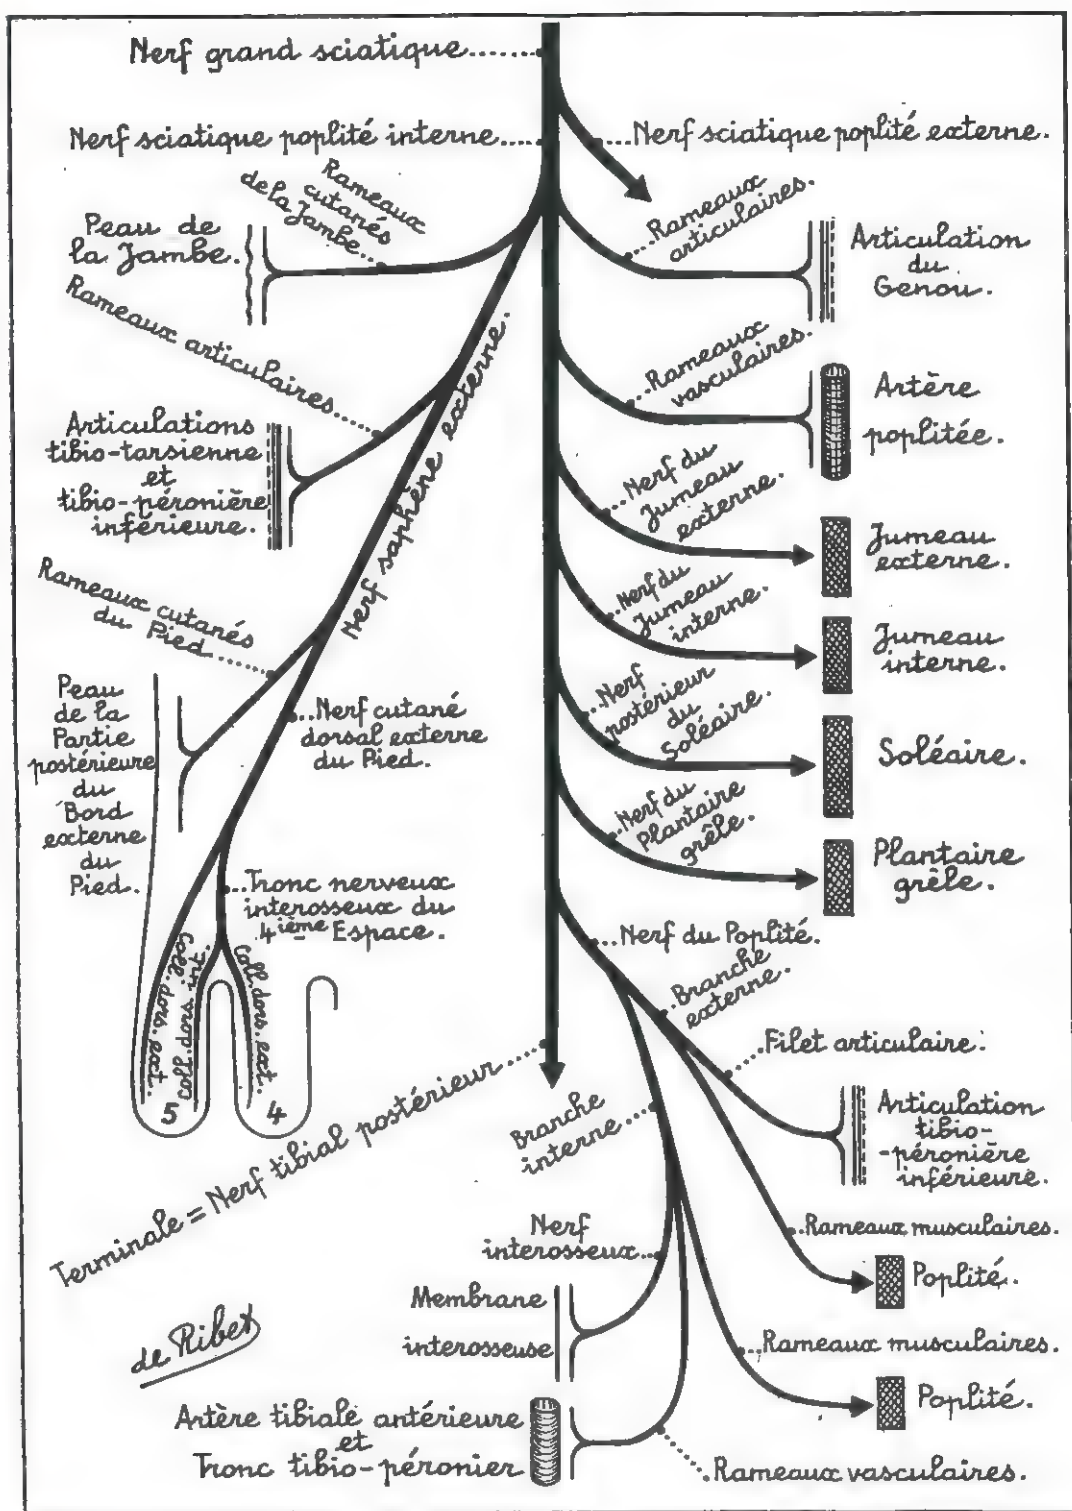 Nerf grand sciatique
Nerf sciatique poplité interne
Nerf sciatique poplité externe.
Rameaux
cutanés
de la Jambe
Peau de
la Jambe.
Rameaux
articulaires.
Articulation
du
Genou.
Rameaux articulaires
Articulations
tibio-tarsienne
et
tibio-péronière
inférieure.
Nerf saphène externe.
Rameaux
vasculaires.
Artère
poplitée.
Nerf du
Jumeau
externe.
Jumeau
externe.
Nerf du
Jumeau
interne.
Jumeau
interne.
Rameaux cutanés
du Pied
Peau
de la
Partie
postérieure
du
Bord
externe
du
Pied.
Nerf cutané
dorsal externe
du Pied.
Nerf
postérieur
du
Soléaire.
Soléaire.
Nerf du
Plantaire
grêle.
Plantaire
grêle.
Tronc nerveux
interosseux du
4ième Espace.
Coll. dors. ext.
Coll. dors. int.
Coll. dors. ext.
5
4
Nerf du Poplité.
Branche
externe.
Filet articulaire:
Articulation
tibio-
-péronière
inférieure.
Terminale = Nerf tibial postérieur
Branche
interne
Rameaux musculaires.
Poplité.
Nerf
interosseux
Membrane
interosseuse
Rameaux musculaires.
Poplité.
de Ribet
Artère tibiale antérieure
et
Tronc tibio-péronier
Rameaux vasculaires.